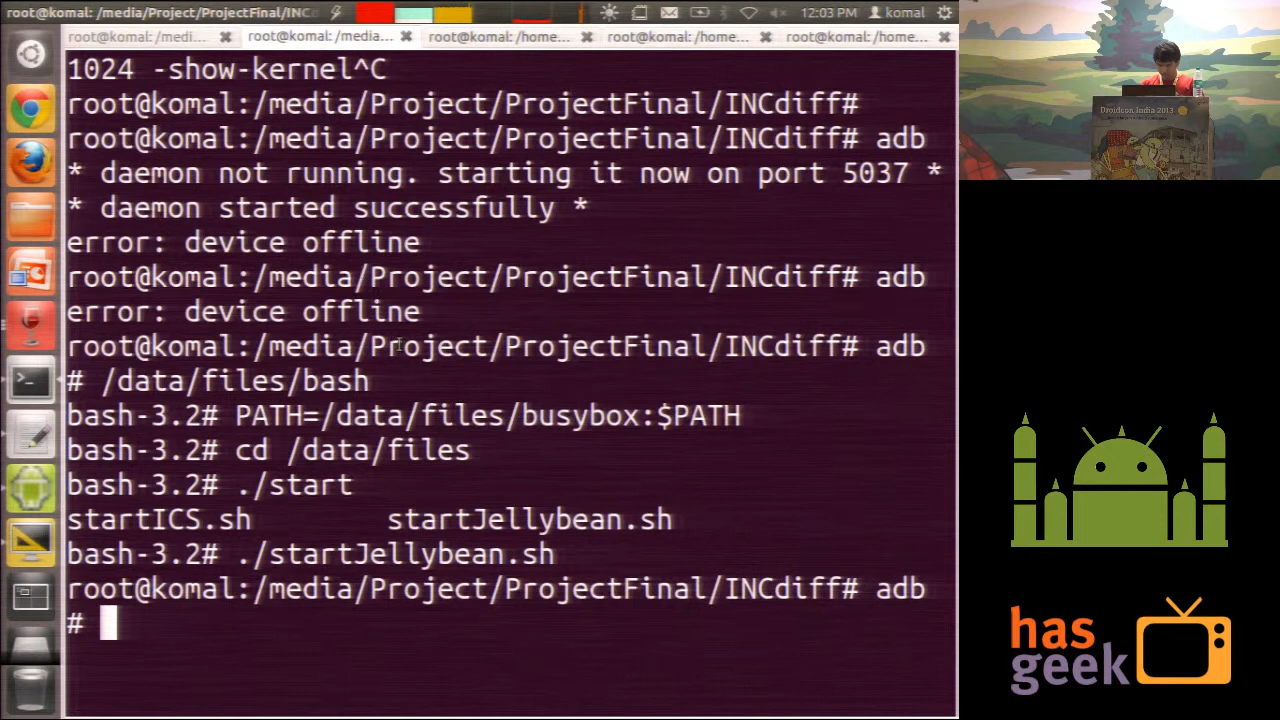 root@komal: /media/Project/ProjectFinal/INC
12:03 PM
komal
root@komal: /medi...
root@komal: /media...
root@komal: /home...
root@komal: /home...
root@komal: /home...
1024 -show-kernel^C
root@komal:/media/Project/ProjectFinal/INCdiff#
root@komal:/media/Project/ProjectFinal/INCdiff# adb
* daemon not running. starting it now on port 5037 *
* daemon started successfully *
error: device offline
root@komal:/media/Project/ProjectFinal/INCdiff# adb
error: device offline
root@komal:/media/Project/ProjectFinal/INCdiff# adb
# /data/files/bash
bash-3.2# PATH=/data/files/busybox:$PATH
bash-3.2# cd /data/files
bash-3.2# ./start
startICS.sh startJellybean.sh
bash-3.2# ./startJellybean.sh
root@komal:/media/Project/ProjectFinal/INCdiff# adb
#
Droidcon India 2013
has
geek